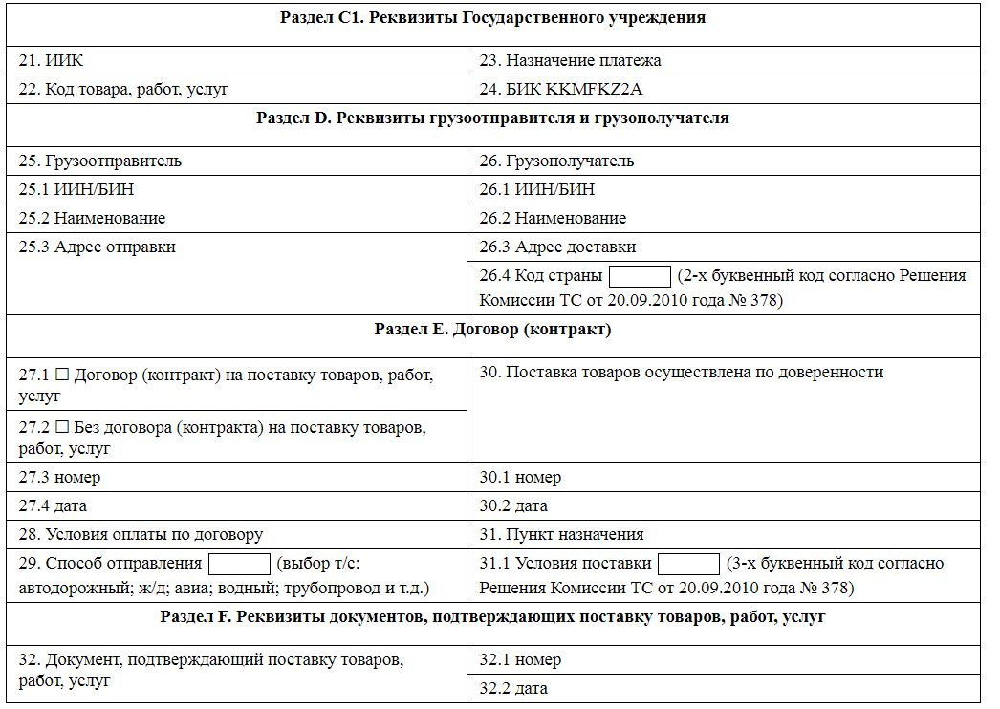 Раздел C1. Реквизиты Государственного учреждения
21. ИИК
23. Назначение платежа
22. Код товара, работ, услуг
24. БИК KKMFKZ2A
Раздел D. Реквизиты грузоотправителя и грузополучателя
25. Грузоотправитель
26. Грузополучатель
25.1 ИИН/БИН
26.1 ИИН/БИН
25.2 Наименование
26.2 Наименование
25.3 Адрес отправки
26.3 Адрес доставки
26.4 Код страны (2-х буквенный код согласно Решения
Комиссии ТС от 20.09.2010 года № 378)
Раздел E. Договор (контракт)
27.1 ☐ Договор (контракт) на поставку товаров, работ,
услуг
30. Поставка товаров осуществлена по доверенности
27.2 ☐ Без договора (контракта) на поставку товаров,
работ, услуг
27.3 номер
30.1 номер
27.4 дата
30.2 дата
28. Условия оплаты по договору
31. Пункт назначения
29. Способ отправления (выбор т/с:
автодорожный; ж/д; авиа; водный; трубопровод и т.д.)
31.1 Условия поставки (3-х буквенный код согласно
Решения Комиссии ТС от 20.09.2010 года № 378)
Раздел F. Реквизиты документов, подтверждающих поставку товаров, работ, услуг
32. Документ, подтверждающий поставку товаров,
работ, услуг
32.1 номер
32.2 дата